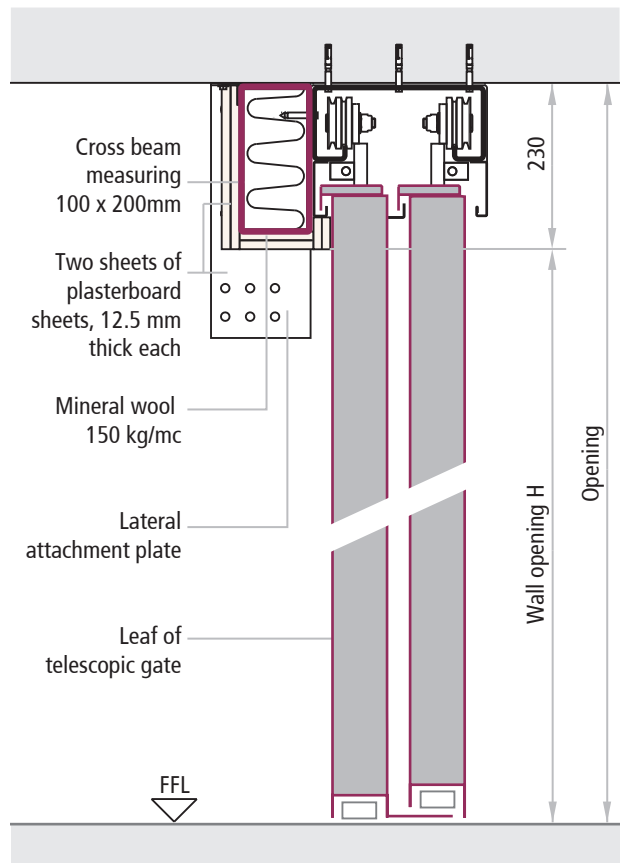 Cross beam
measuring
100 x 200mm
Two sheets of
plasterboard
sheets, 12.5 mm
thick each
Mineral wool
150 kg/mc
Lateral
attachment plate
Leaf of
telescopic gate
FFL
230
Wall opening H
Opening